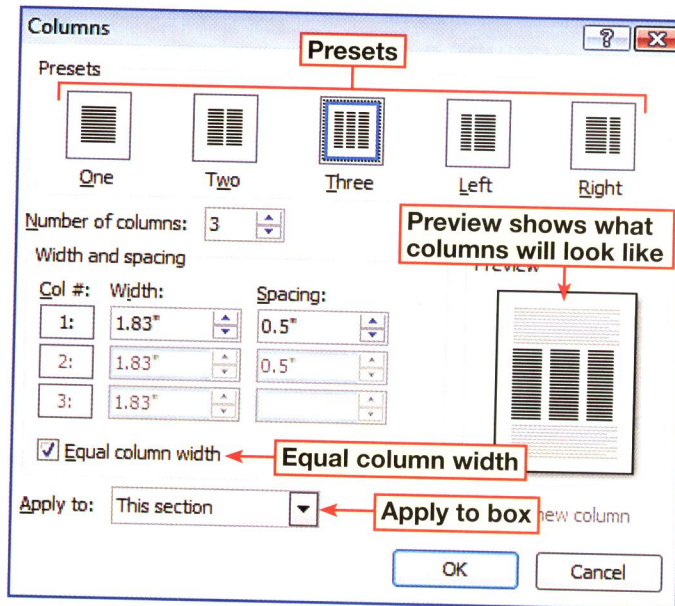 Columns
Presets
Presets
One
Two
Three
Left
Right
Number of columns: 3
Preview shows what
columns will look like
Width and spacing
Preview
Col #: Width: Spacing:
1: 1.83" 0.5"
2: 1.83" 0.5"
3: 1.83"
Equal column width
Equal column width
Apply to: This section
Apply to box
new column
OK
Cancel